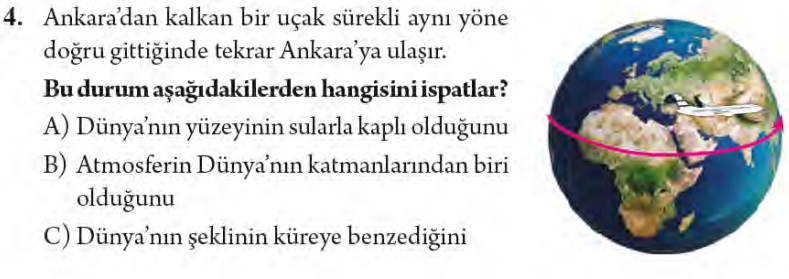 4. Ankara’dan kalkan bir uçak sürekli aynı yöne
doğru gittiğinde tekrar Ankara’ya ulaşır.
Bu durum aşağıdakilerden hangisini ispatlar?
A) Dünya’nın yüzeyinin sularla kaplı olduğunu
B) Atmosferin Dünya’nın katmanlarından biri
olduğunu
C) Dünya’nın şeklinin küreye benzediğini